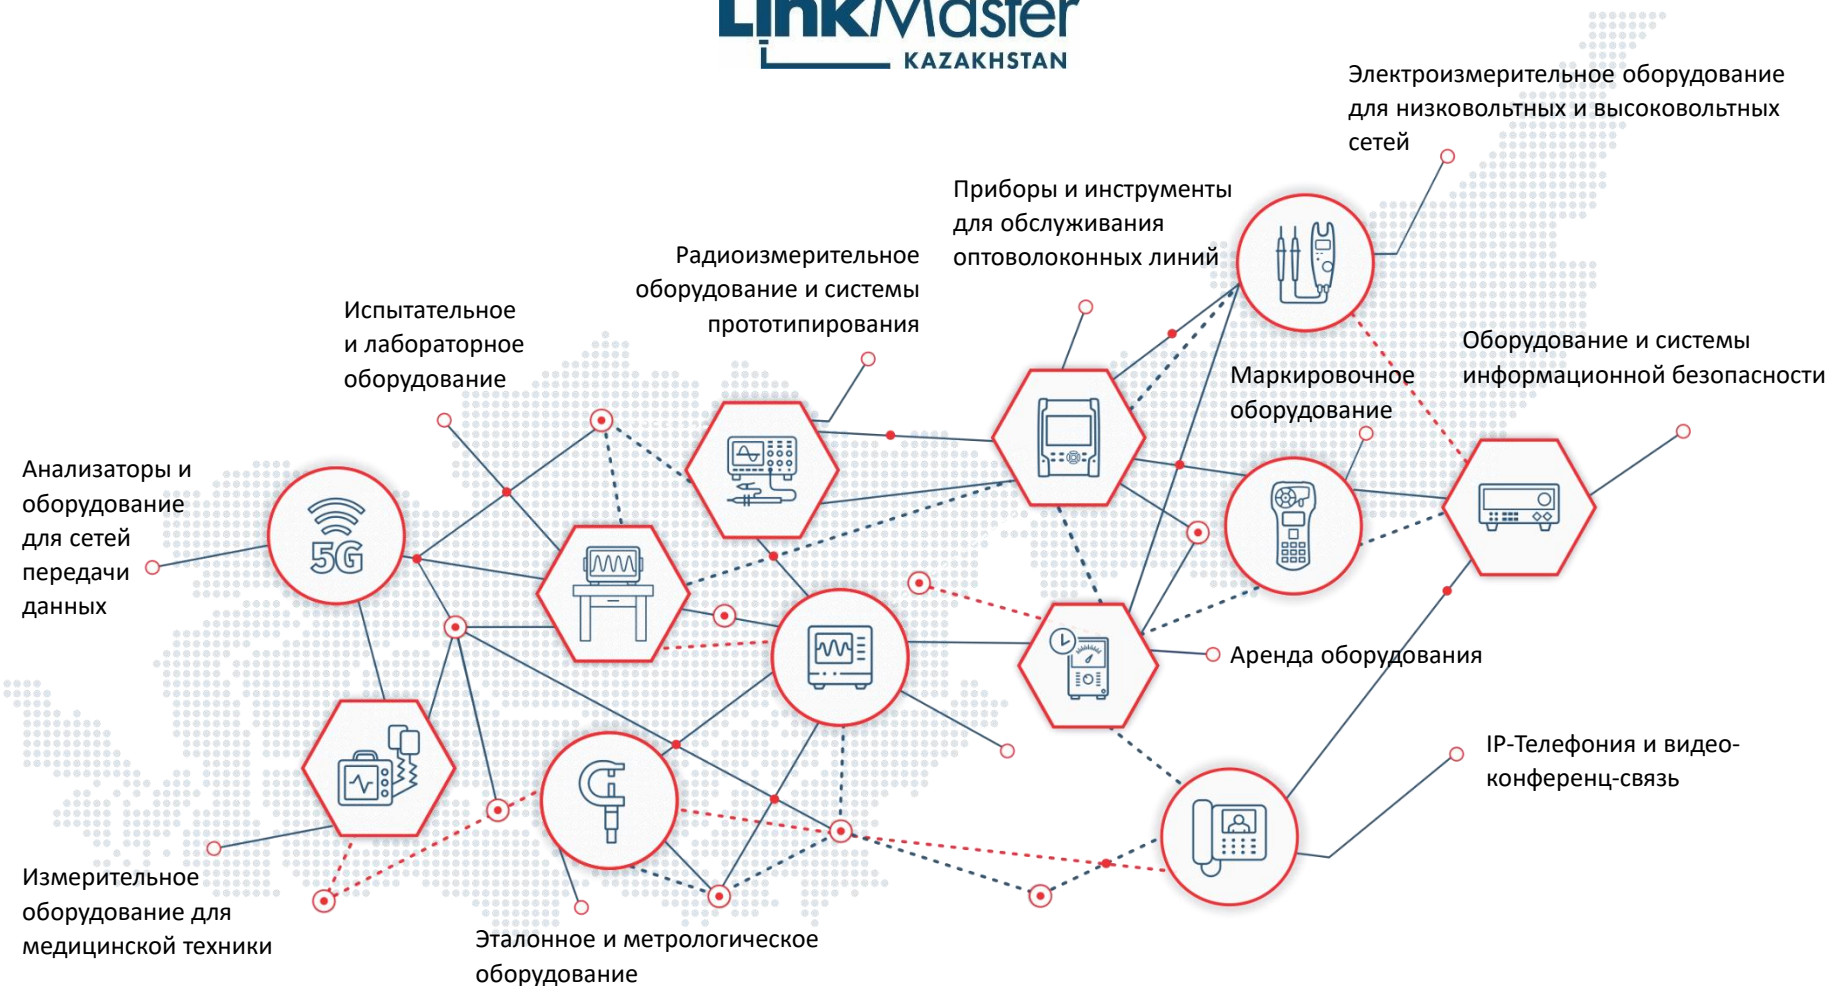 LinkMaster
KAZAKHSTAN
Электроизмерительное оборудование
для низковольтных и высоковольтных
сетей
Приборы и инструменты
для обслуживания
оптоволоконных линий
Радиоизмерительное
оборудование и системы
прототипирования
Испытательное
и лабораторное
оборудование
Оборудование и системы
информационной безопасности
Маркировочное
оборудование
Анализаторы и
оборудование
для сетей
передачи
данных
5G
Аренда оборудования
IP-Телефония и видео-
конференц-связь
Измерительное
оборудование для
медицинской техники
Эталонное и метрологическое
оборудование